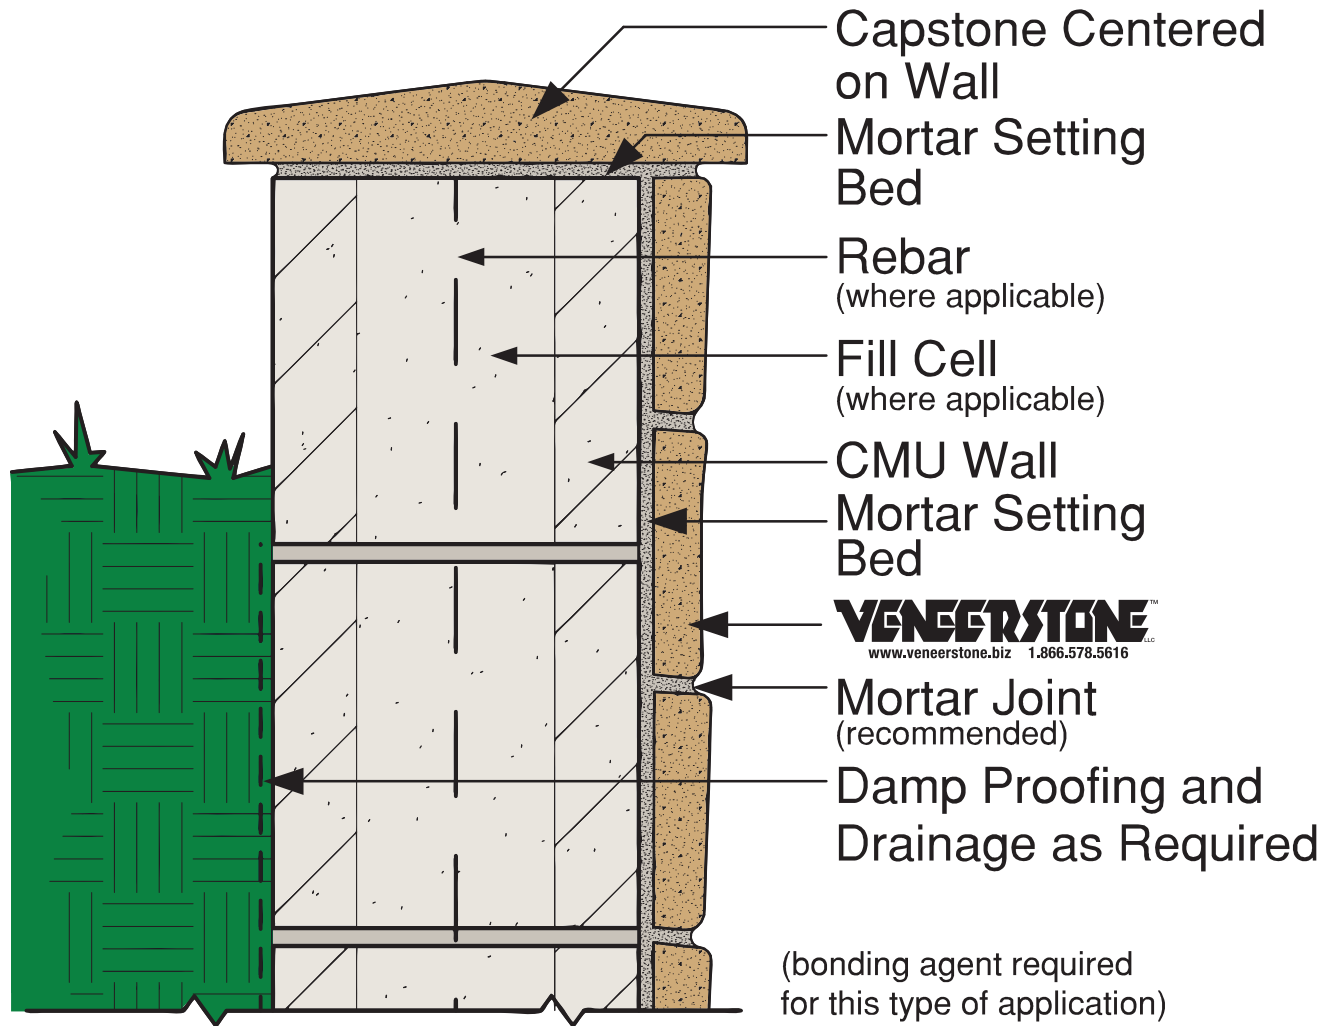 Capstone Centered
on Wall
Mortar Setting
Bed
Rebar
(where applicable)
Fill Cell
(where applicable)
CMU Wall
Mortar Setting
Bed
VENEERSTONE™ LLC
www.veneerstone.biz 1.866.578.5616
Mortar Joint
(recommended)
Damp Proofing and
Drainage as Required
(bonding agent required
for this type of application)